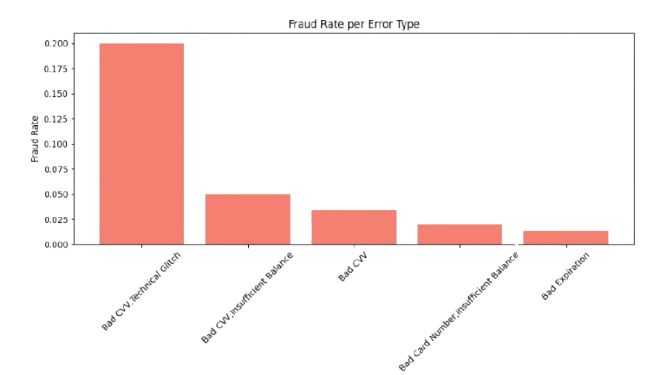 Fraud Rate per Error Type
Fraud Rate
0.200
0.175
0.150
0.125
0.100
0.075
0.050
0.025
0.000
Bad CVV,Technical Glitch
Bad CVV,Insufficient Balance
Bad CVV
Bad Card Number,Insufficient Balance
Bad Expiration